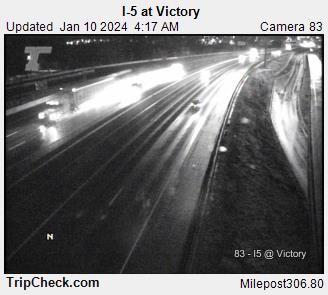 I-5 at Victory
Updated  Jan 10 2024  4:17 AM
Camera 83
T
N
83 - I5 @ Victory
TripCheck.com
Milepost306.80